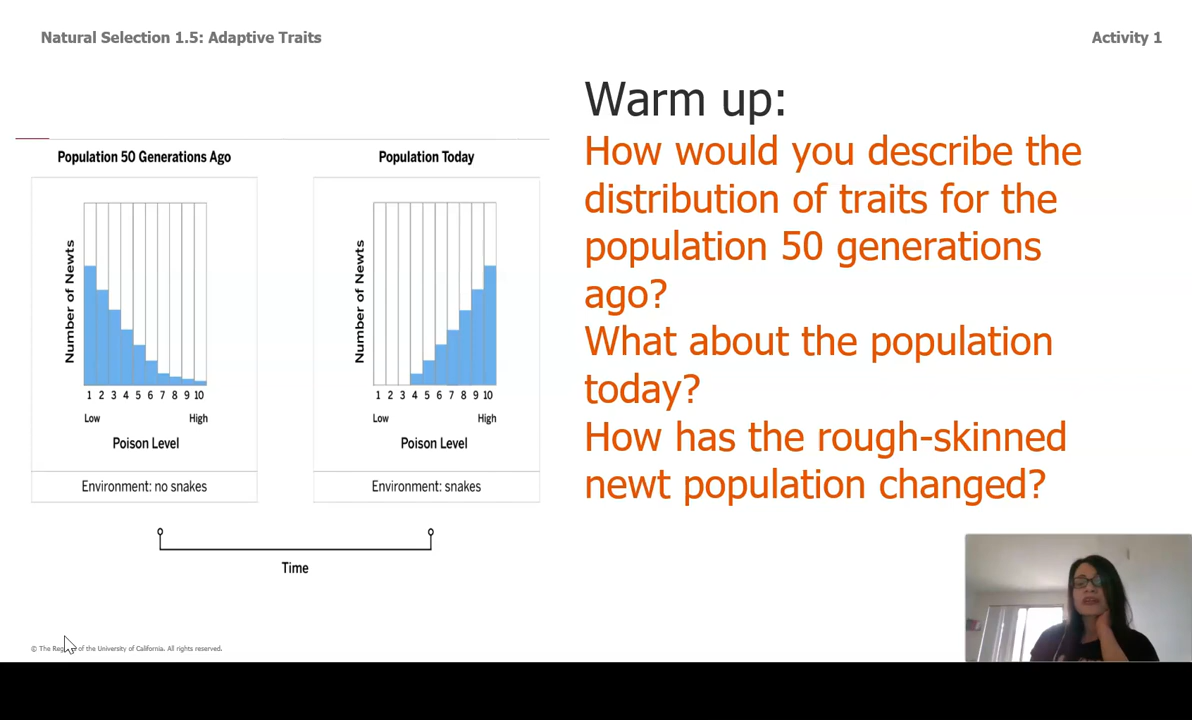 Natural Selection 1.5: Adaptive Traits
Activity 1
Warm up:
How would you describe the
distribution of traits for the
population 50 generations
ago?
What about the population
today?
How has the rough-skinned
newt population changed?
Population 50 Generations Ago
Number of Newts
1 2 3 4 5 6 7 8 9 10
Low High
Poison Level
Environment: no snakes
Population Today
Number of Newts
1 2 3 4 5 6 7 8 9 10
Low High
Poison Level
Environment: snakes
Time
© The of the University of California. All rights reserved.